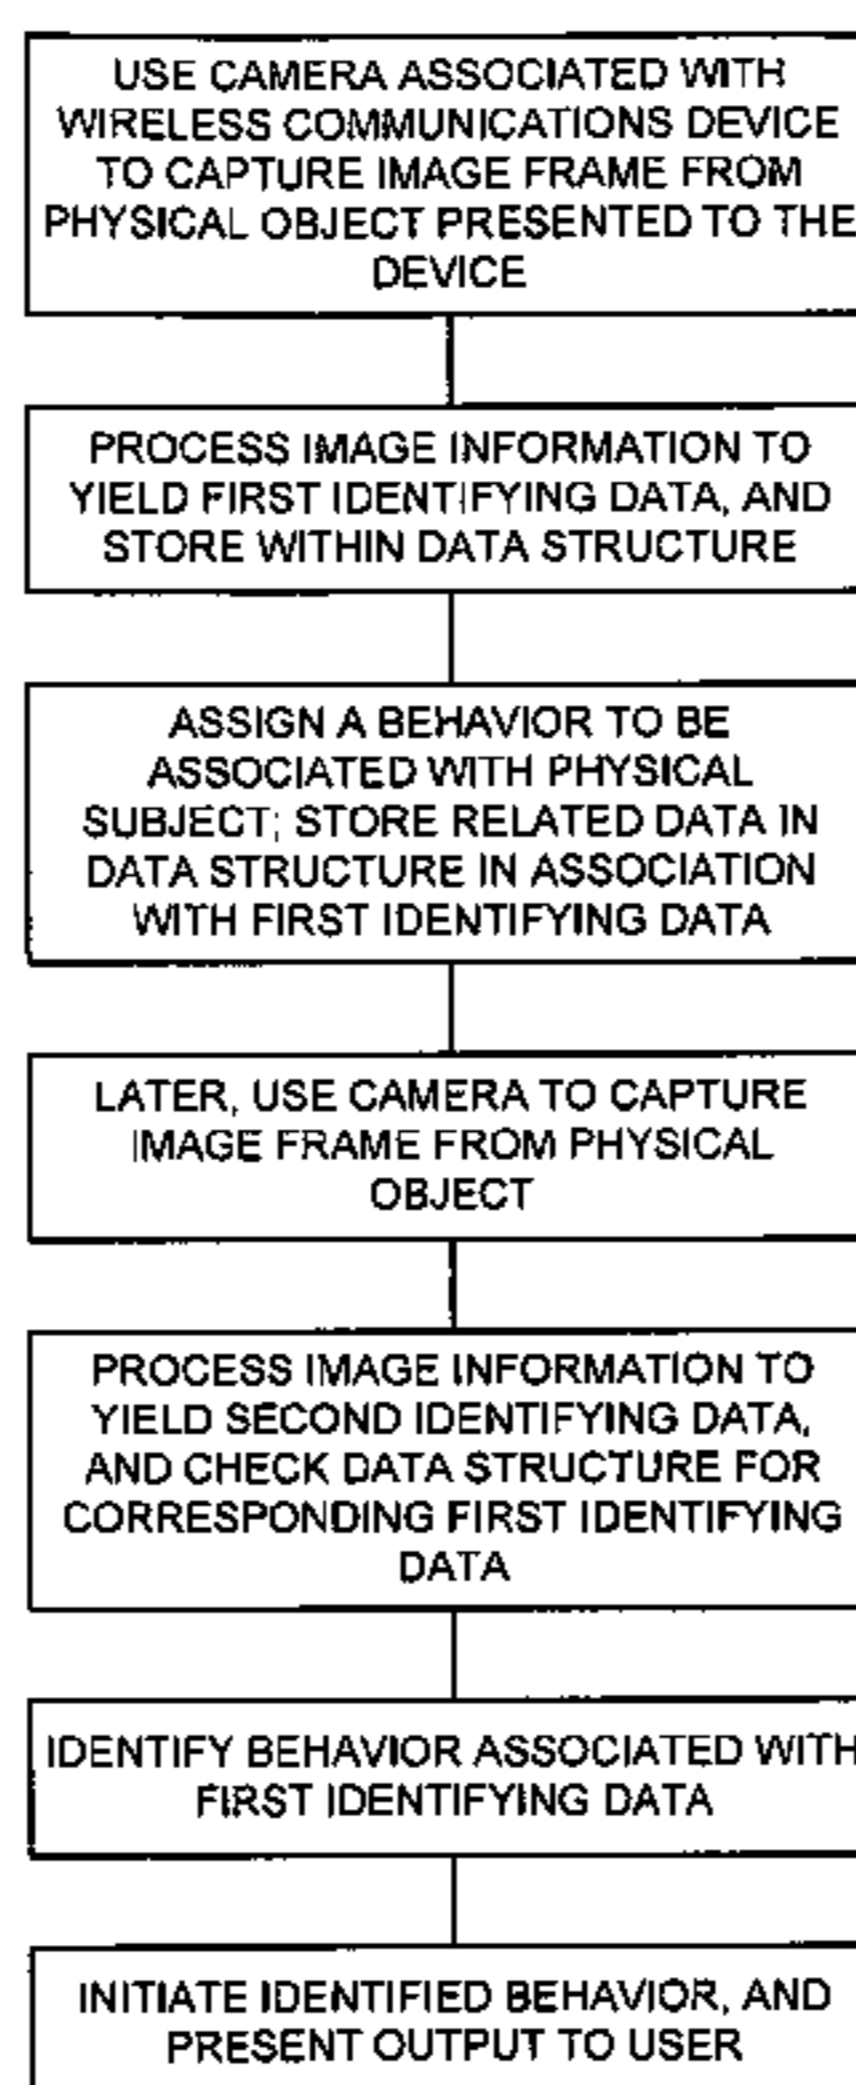 USE CAMERA ASSOCIATED WITH
WIRELESS COMMUNICATIONS DEVICE
TO CAPTURE IMAGE FRAME FROM
PHYSICAL OBJECT PRESENTED TO THE
DEVICE
PROCESS IMAGE INFORMATION TO
YIELD FIRST IDENTIFYING DATA, AND
STORE WITHIN DATA STRUCTURE
ASSIGN A BEHAVIOR TO BE
ASSOCIATED WITH PHYSICAL
SUBJECT; STORE RELATED DATA IN
DATA STRUCTURE IN ASSOCIATION
WITH FIRST IDENTIFYING DATA
LATER, USE CAMERA TO CAPTURE
IMAGE FRAME FROM PHYSICAL
OBJECT
PROCESS IMAGE INFORMATION TO
YIELD SECOND IDENTIFYING DATA,
AND CHECK DATA STRUCTURE FOR
CORRESPONDING FIRST IDENTIFYING
DATA
IDENTIFY BEHAVIOR ASSOCIATED WITH
FIRST IDENTIFYING DATA
INITIATE IDENTIFIED BEHAVIOR, AND
PRESENT OUTPUT TO USER